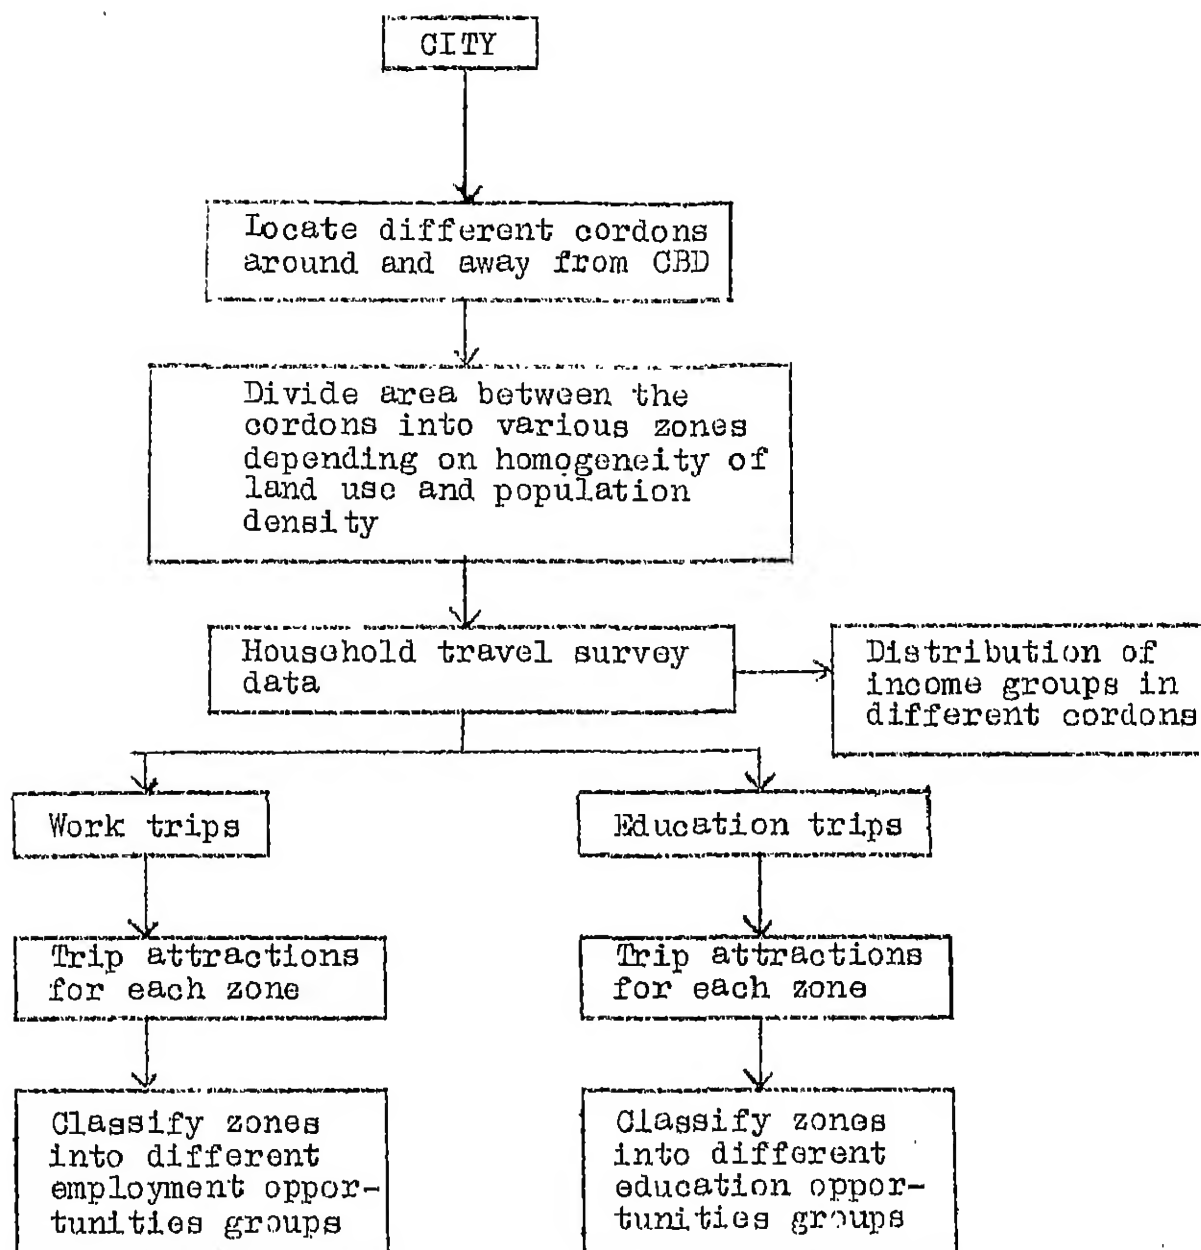 CITY
Locate different cordons
around and away from CBD
Divide area between the
cordons into various zones
depending on homogeneity of
land use and population
density
Household travel survey
data
Distribution of
income groups in
different cordons
Work trips
Education trips
Trip attractions
for each zone
Trip attractions
for each zone
Classify zones
into different
employment oppor-
tunities groups
Classify zones
into different
education oppor-
tunities groups